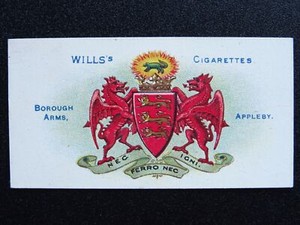 WILLS'S CIGARETTES
BOROUGH ARMS,
APPLEBY.
NEC FERRO NEC IGNI.